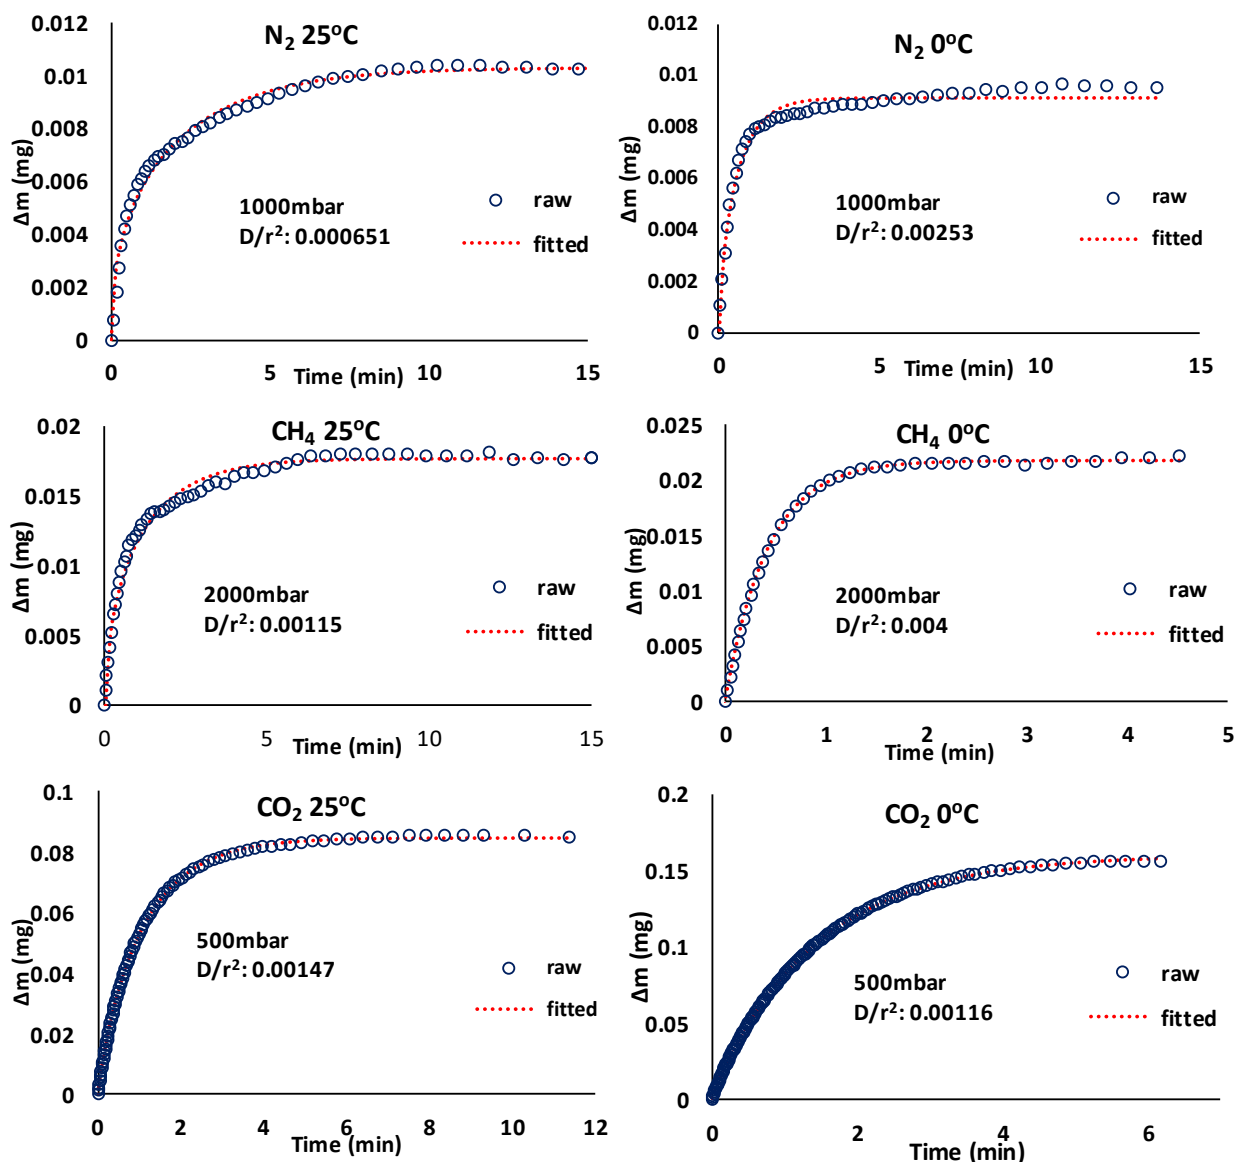 N₂ 25°C
0.012
0.01
0.008
0.006
0.004
0.002
0
Δm (mg)
1000mbar
D/r²: 0.000651
raw
fitted
0 5 10 15
Time (min)
N₂ 0°C
0.012
0.01
0.008
0.006
0.004
0.002
0
Δm (mg)
1000mbar
D/r²: 0.00253
raw
fitted
0 5 10 15
Time (min)
CH₄ 25°C
0.02
0.015
0.01
0.005
0
Δm (mg)
2000mbar
D/r²: 0.00115
raw
fitted
0 5 10 15
Time (min)
CH₄ 0°C
0.025
0.02
0.015
0.01
0.005
0
Δm (mg)
2000mbar
D/r²: 0.004
raw
fitted
0 1 2 3 4 5
Time (min)
CO₂ 25°C
0.1
0.08
0.06
0.04
0.02
0
Δm (mg)
500mbar
D/r²: 0.00147
raw
fitted
0 2 4 6 8 10 12
Time (min)
CO₂ 0°C
0.2
0.15
0.1
0.05
0
Δm (mg)
500mbar
D/r²: 0.00116
raw
fitted
0 2 4 6
Time (min)